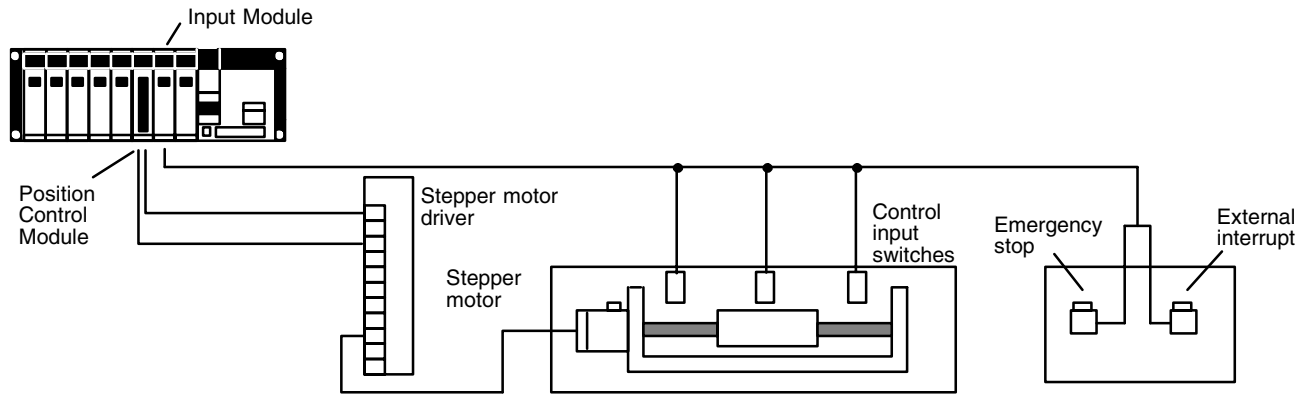 Input Module
Position
Control
Module
Stepper motor
driver
Stepper
motor
Control
input
switches
Emergency
stop
External
interrupt